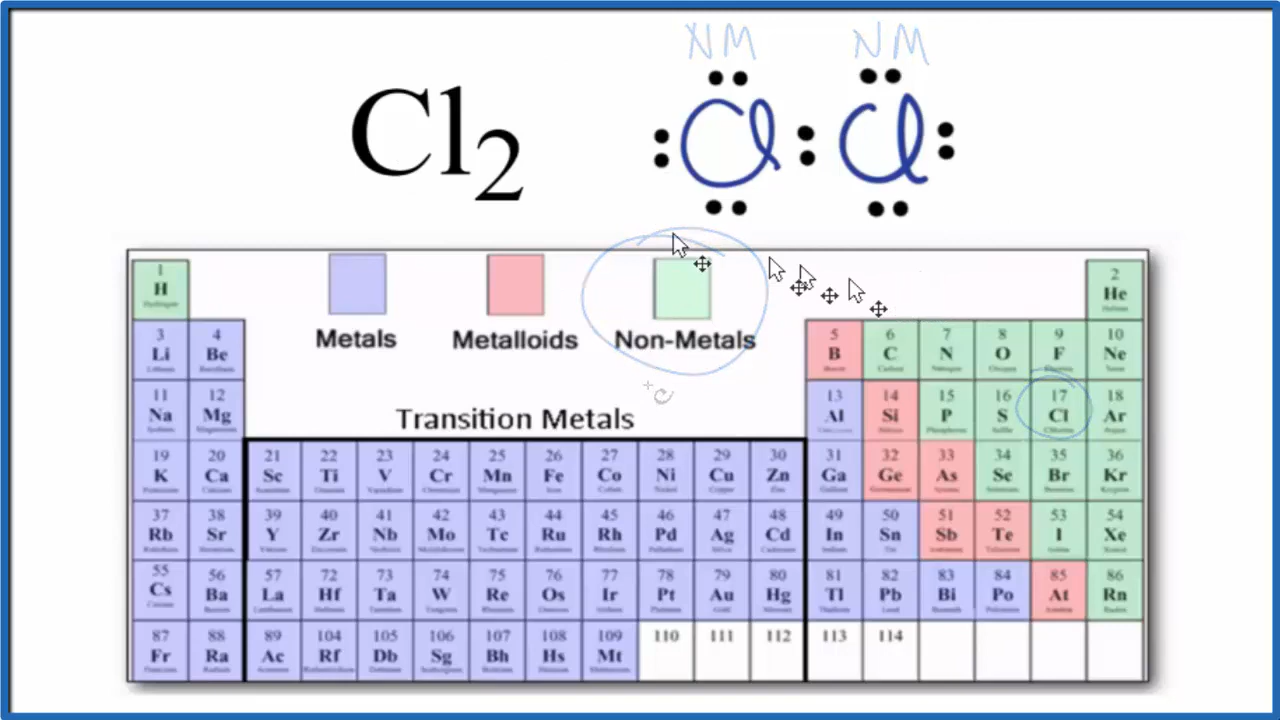 NM NM
Cl₂ Cl Cl
1 2
H He
Metals Metalloids Non-Metals
3 4 5 6 7 8 9 10
Li Be B C N O F Ne
11 12 13 14 15 16 17 18
Na Mg Al Si P S Cl Ar
Transition Metals
19 20 21 22 23 24 25 26 27 28 29 30 31 32 33 34 35 36
K Ca Sc Ti V Cr Mn Fe Co Ni Cu Zn Ga Ge As Se Br Kr
37 38 39 40 41 42 43 44 45 46 47 48 49 50 51 52 53 54
Rb Sr Y Zr Nb Mo Tc Ru Rh Pd Ag Cd In Sn Sb Te I Xe
55 56 57 72 73 74 75 76 77 78 79 80 81 82 83 84 85 86
Cs Ba La Hf Ta W Re Os Ir Pt Au Hg Tl Pb Bi Po At Rn
87 88 89 104 105 106 107 108 109 110 111 112 113 114
Fr Ra Ac Rf Db Sg Bh Hs Mt